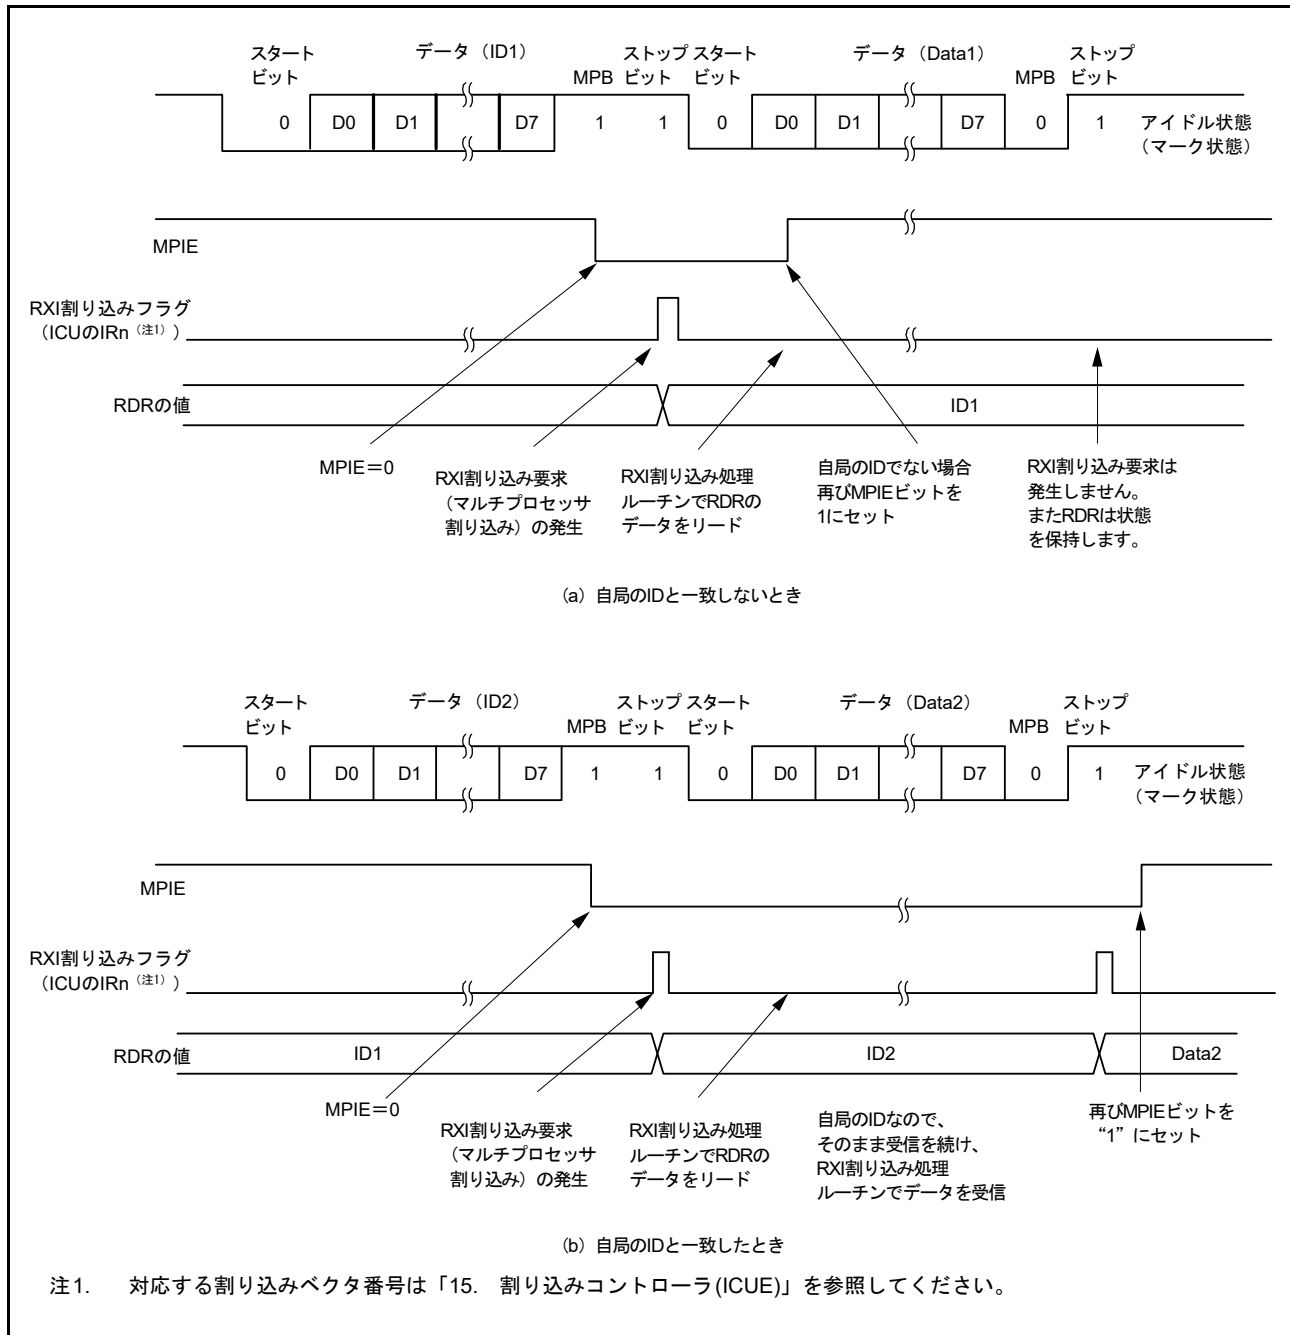 スタート
ビット
データ（ID1）
MPB
ストップ
ビット
スタート
ビット
データ（Data1）
MPB
ストップ
ビット
0 D0 D1 D7 1 1 0 D0 D1 D7 0 1
アイドル状態
（マーク状態）
MPIE
RXI割り込みフラグ
（ICUのIRn（注1））
RDRの値
ID1
MPIE＝0
RXI割り込み要求
（マルチプロセッサ
割り込み）の発生
RXI割り込み処理
ルーチンでRDRの
データをリード
自局のIDでない場合
再びMPIEビットを
1にセット
RXI割り込み要求は
発生しません。
またRDRは状態
を保持します。
（a）自局のIDと一致しないとき
スタート
ビット
データ（ID2）
MPB
ストップ
ビット
スタート
ビット
データ（Data2）
MPB
ストップ
ビット
0 D0 D1 D7 1 1 0 D0 D1 D7 0 1
アイドル状態
（マーク状態）
MPIE
RXI割り込みフラグ
（ICUのIRn（注1））
RDRの値
ID1 ID2 Data2
MPIE＝0
RXI割り込み要求
（マルチプロセッサ
割り込み）の発生
RXI割り込み処理
ルーチンでRDRの
データをリード
自局のIDなので、
そのまま受信を続け、
RXI割り込み処理
ルーチンでデータを受信
再びMPIEビットを
“1”にセット
（b）自局のIDと一致したとき
注1. 対応する割り込みベクタ番号は「15. 割り込みコントローラ(ICUE)」を参照してください。